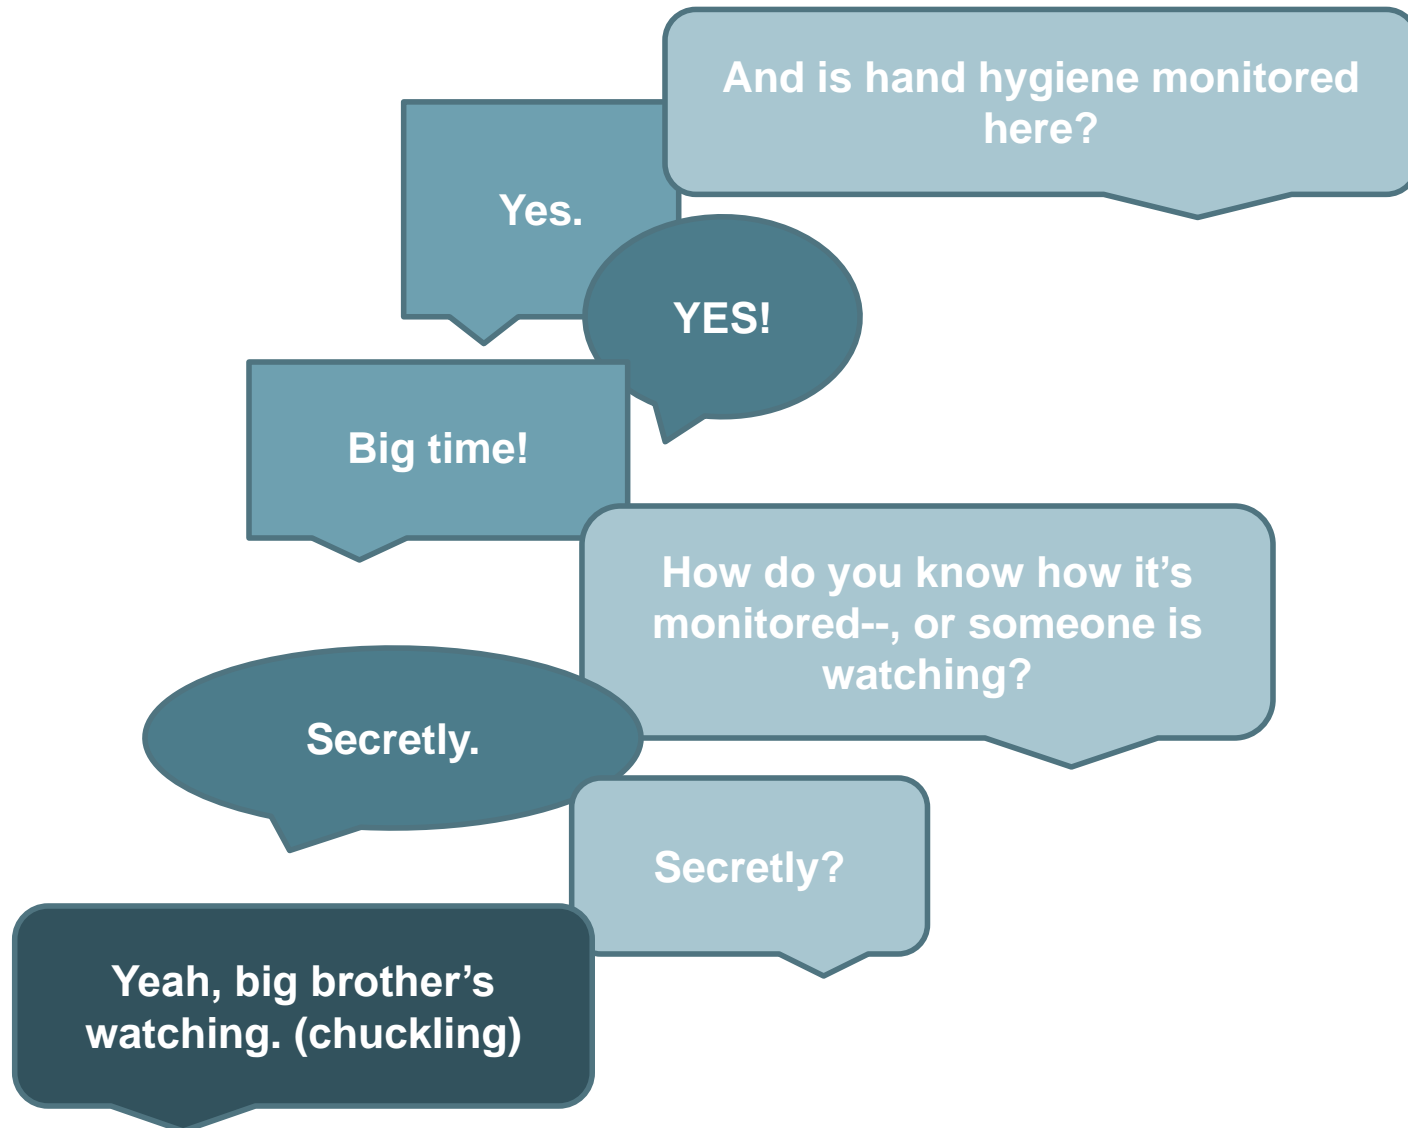 And is hand hygiene monitored
here?
Yes.
YES!
Big time!
How do you know how it’s
monitored--, or someone is
watching?
Secretly.
Secretly?
Yeah, big brother’s
watching. (chuckling)